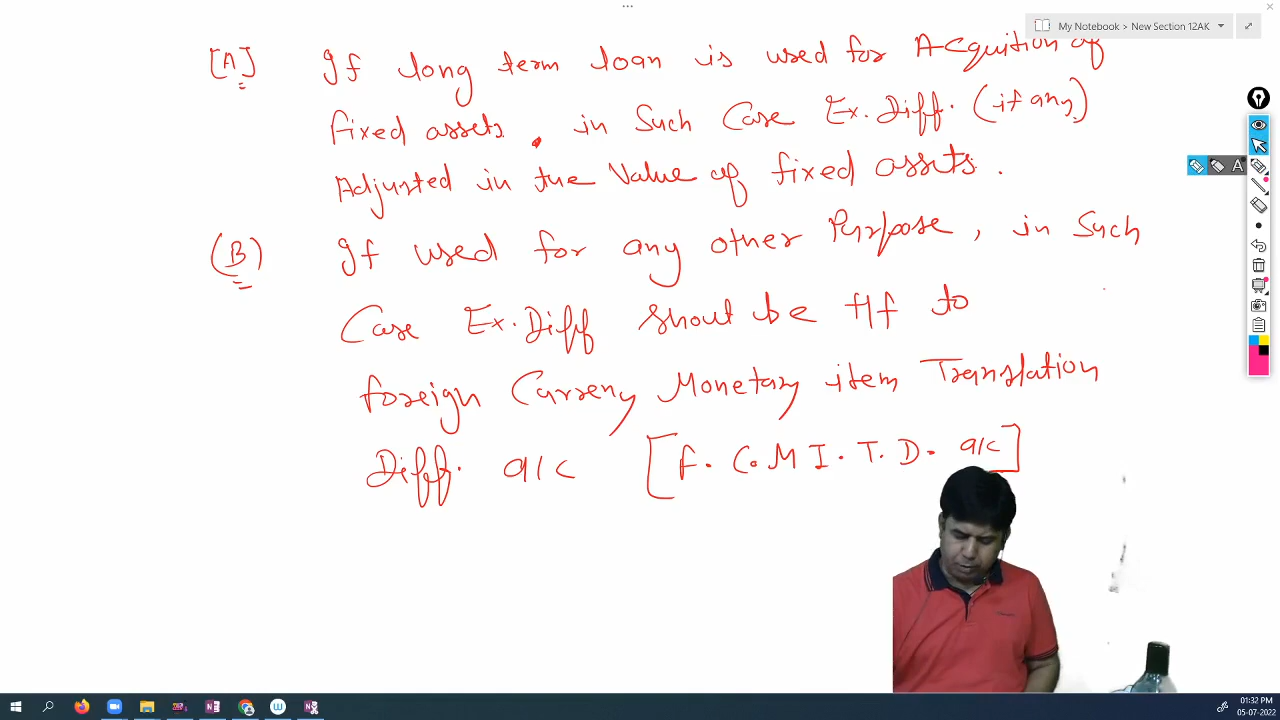 My Notebook > New Section 12AK
[A] If long term loan is used for Acquition of
fixed assets. in Such Case Ex. Diff. (if any)
Adjusted in the Value of fixed assets.
(B) If used for any other Purpose, in Such
Case Ex. Diff shout be t/f to
foreign Curreny Monetary item Translation
Diff. a/c [F. C. M I. T. D. a/c]
A
W
N
01:32 PM
05-07-2022